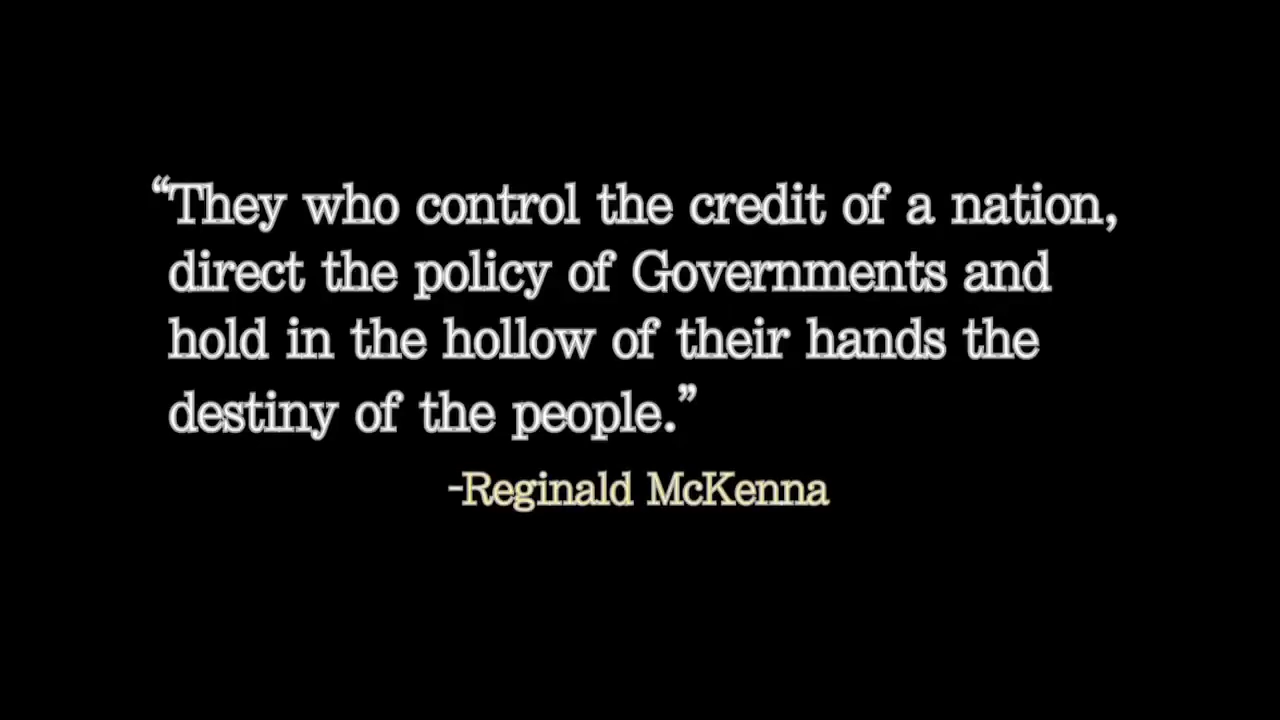 “They who control the credit of a nation,
direct the policy of Governments and
hold in the hollow of their hands the
destiny of the people.”
-Reginald McKenna